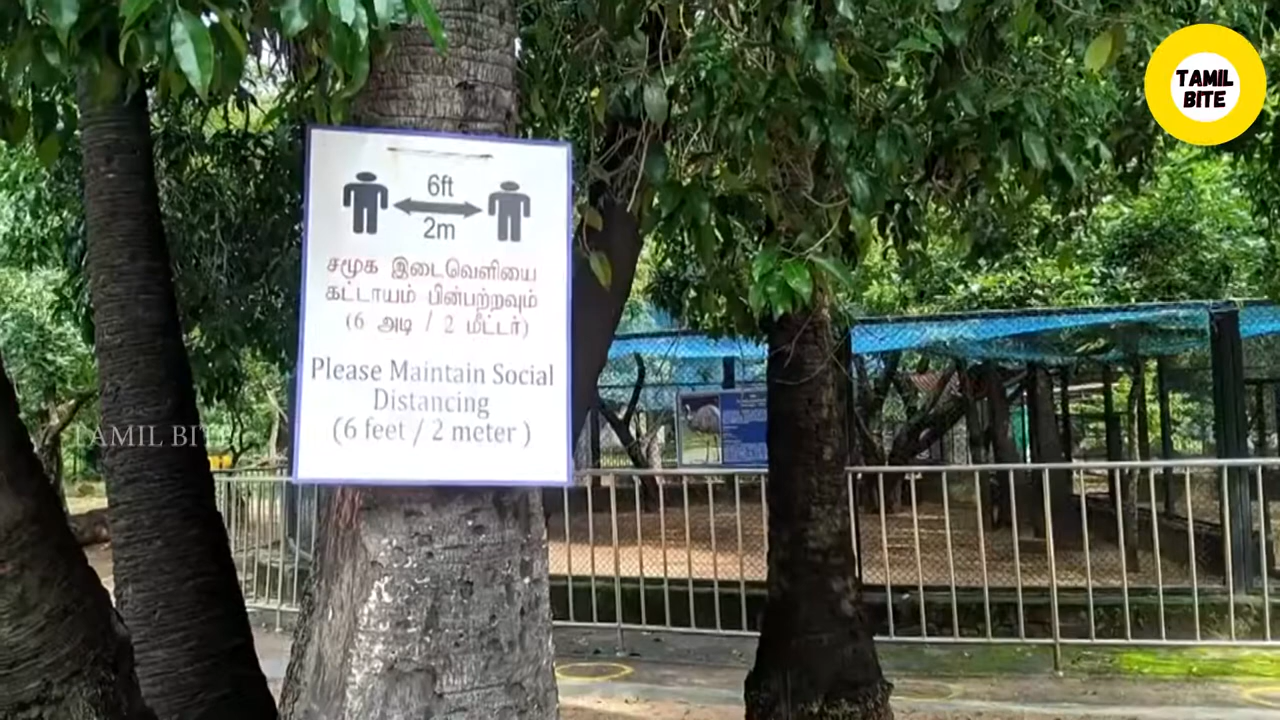 TAMIL
BITE
6ft
2m
சமூக இடைவெளியை
கட்டாயம் பின்பற்றவும்
(6 அடி / 2 மீட்டர்)
Please Maintain Social
Distancing
(6 feet / 2 meter )
TAMIL BITE